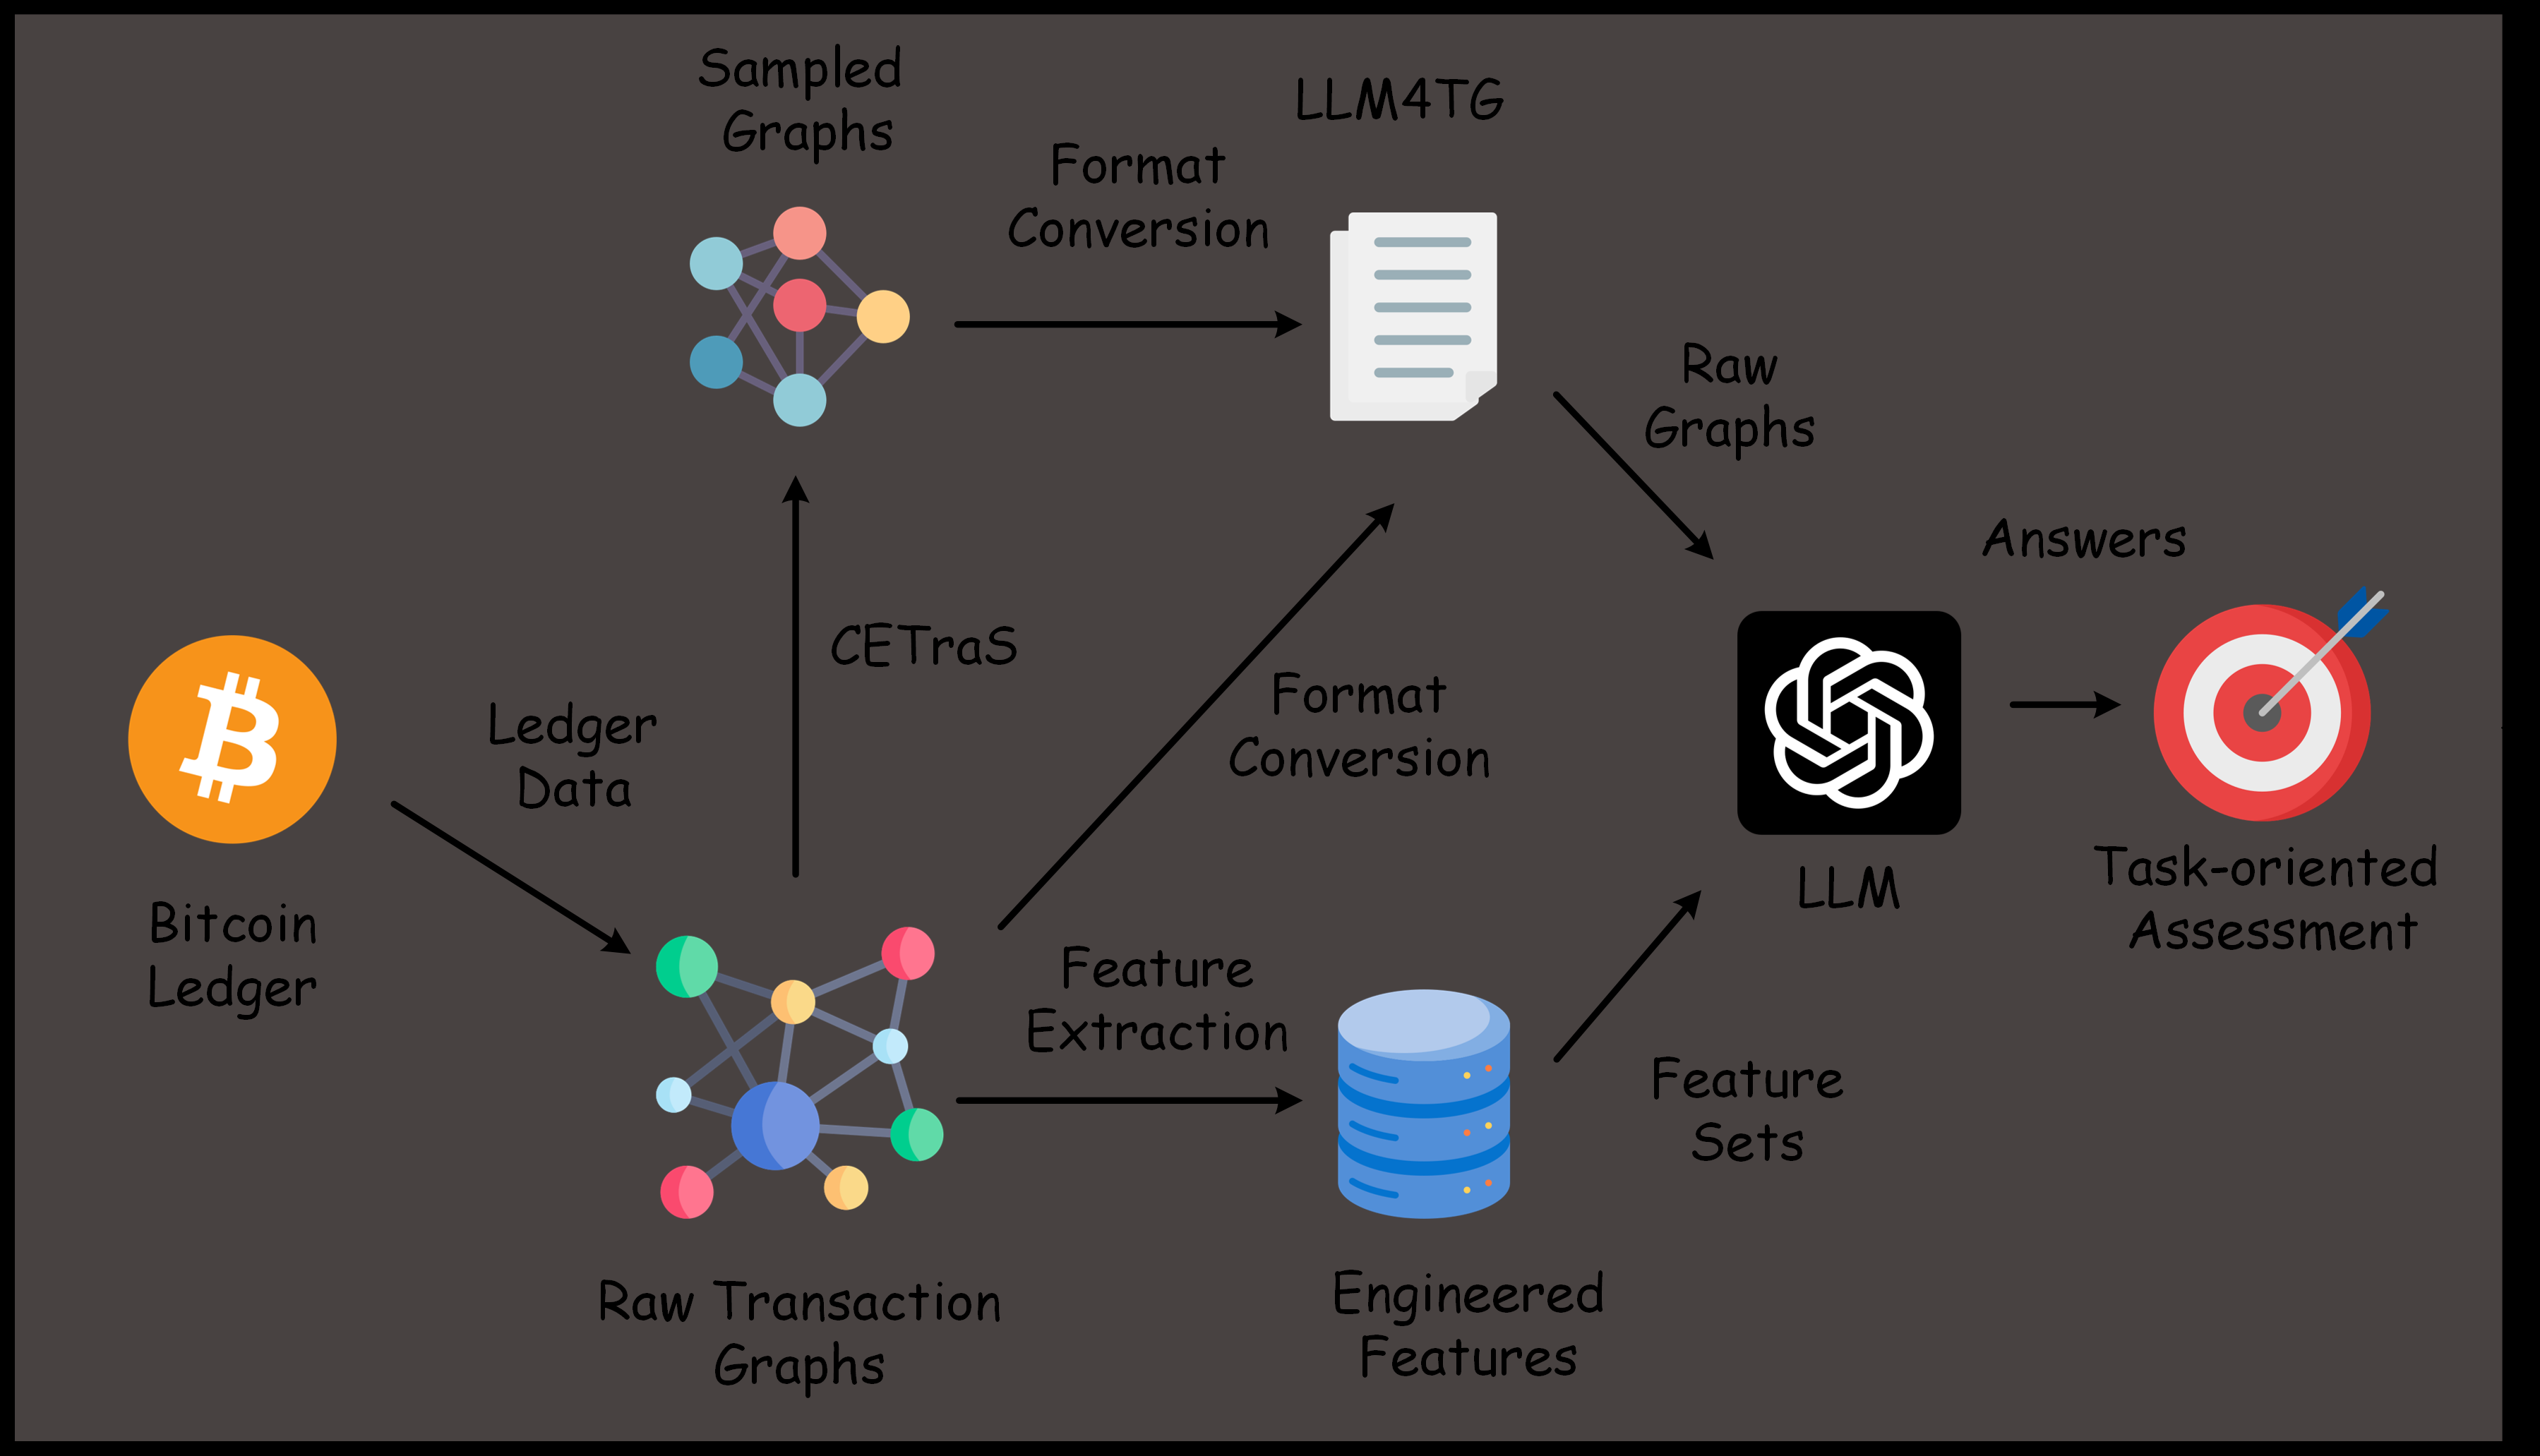 Sampled
Graphs
LLM4TG
Format
Conversion
Raw
Graphs
Answers
CETraS
Ledger
Data
Format
Conversion
LLM
Task-oriented
Assessment
Bitcoin
Ledger
Feature
Extraction
Feature
Sets
Raw Transaction
Graphs
Engineered
Features